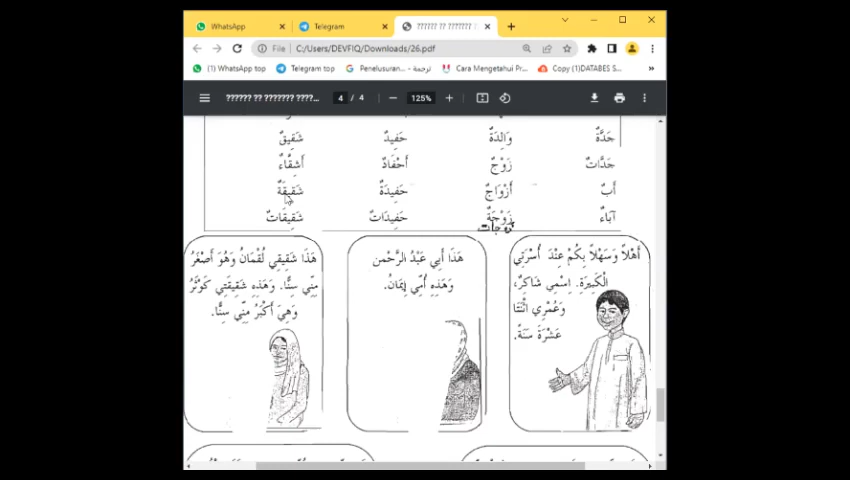 WhatsApp
Telegram
?????? ?? ??????? /
File C:/Users/DEVFIQ/Downloads/26.pdf
(1) WhatsApp top
Telegram top
Penelusuran... - ترجمة
Cara Mengetahui Pr...
Copy (1)DATABES S...
»
?????? ?? ??????? ????...
4 / 4
125%
جَدَّةٌ وَالِدَةٌ حَفِيدٌ شَقِيقٌ
جَدَّاتٌ زَوْجٌ أَحْفَادٌ أَشِقَّاءُ
أَبٌ أَزْوَاجٌ حَفِيدَةٌ شَقِيقَةٌ
آبَاءٌ زَوْجَةٌ حَفِيدَاتٌ شَقِيقَاتٌ
زوجات
أَهْلاً وَسَهْلاً بِكُمْ عِنْدَ أُسْرَتِي
الْكَبِيرَةِ. اِسْمِي شَاكِرٌ،
وَعُمْرِي اثْنَتَا
عَشْرَةَ سَنَةً.
هَذَا أَبِي عَبْدُ الرَّحْمن
وَهَذِهِ أُمِّي إِيمَانُ.
هَذَا شَقِيقِي لُقْمَانُ وَهُوَ أَصْغَرُ
مِنِّي سِنًّا. وَهَذِهِ شَقِيقَتِي كَوْثَرُ
وَهِيَ أَكْبَرُ مِنِّي سِنًّا.